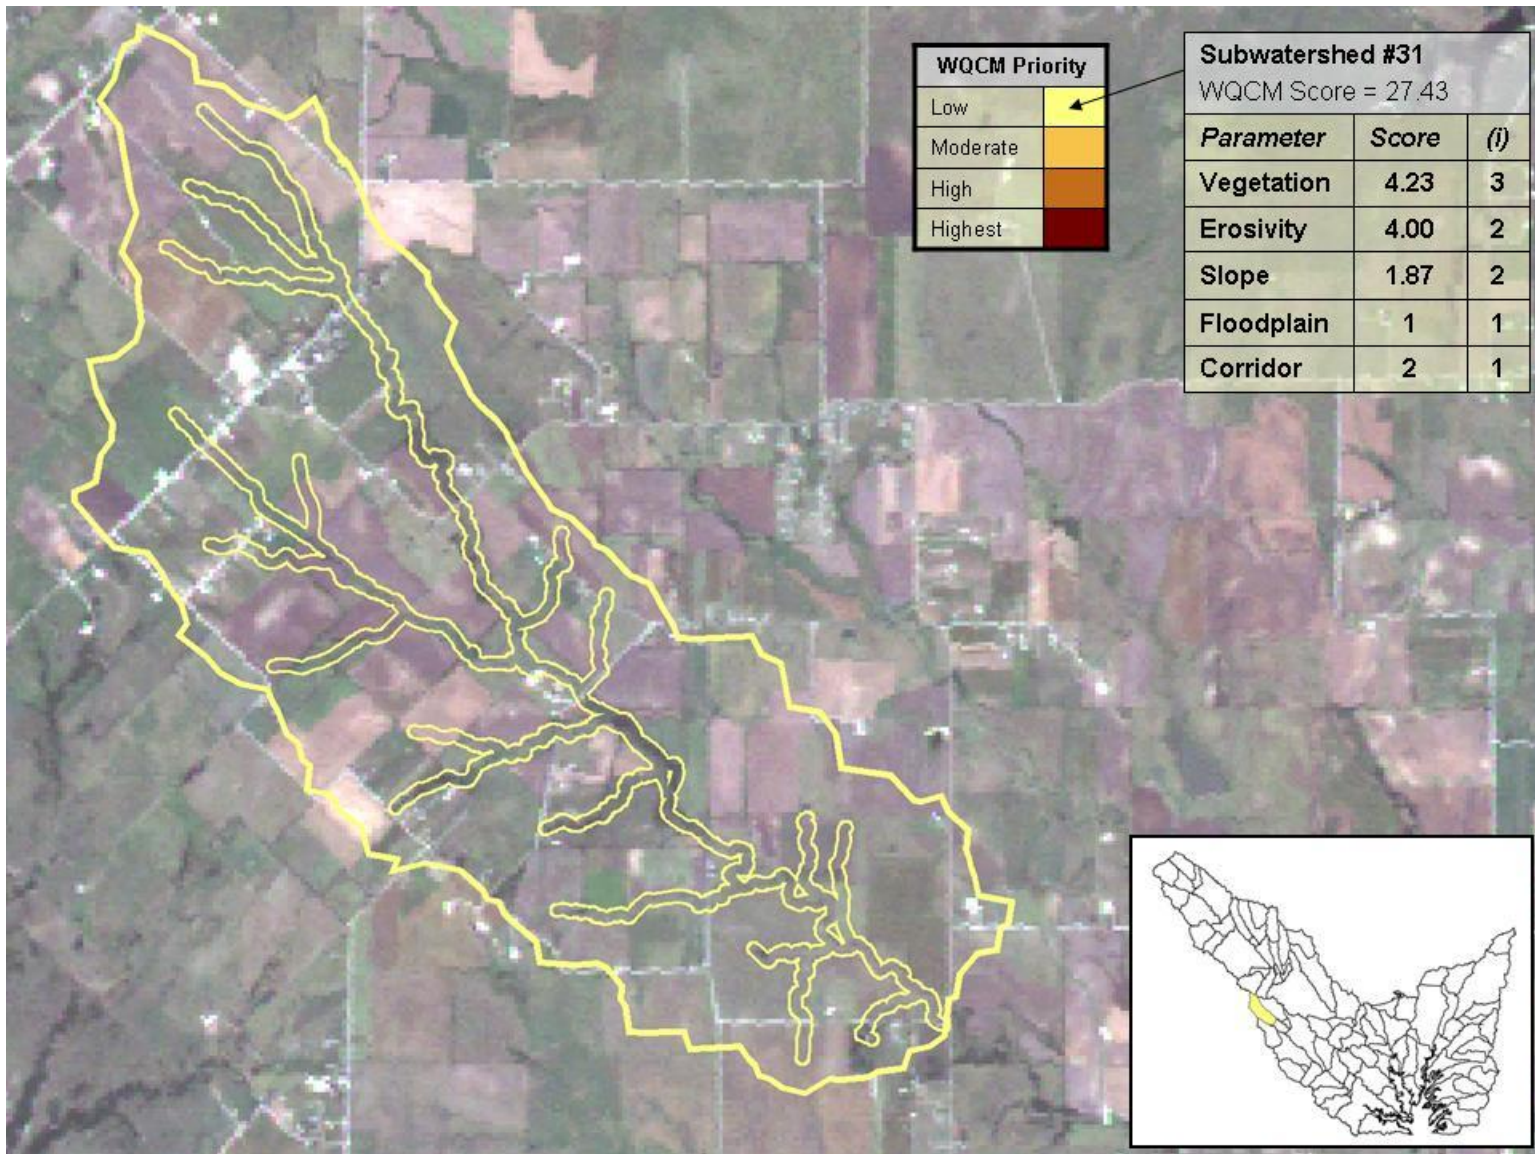 WQCM Priority
Low
Moderate
High
Highest
Subwatershed #31
WQCM Score = 27.43
Parameter Score (i)
Vegetation 4.23 3
Erosivity 4.00 2
Slope 1.87 2
Floodplain 1 1
Corridor 2 1